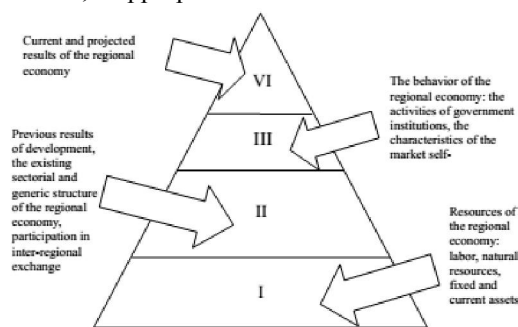 Current and projected
results of the regional
economy
VI
The behavior of the
regional economy: the
activities of government
institutions, the
characteristics of the
market self-
III
Previous results
of development,
the existing
sectorial and
generic structure
of the regional
economy,
participation in
inter-regional
exchange
II
Resources of
the regional
economy:
labor, natural
resources,
fixed and
current assets
I